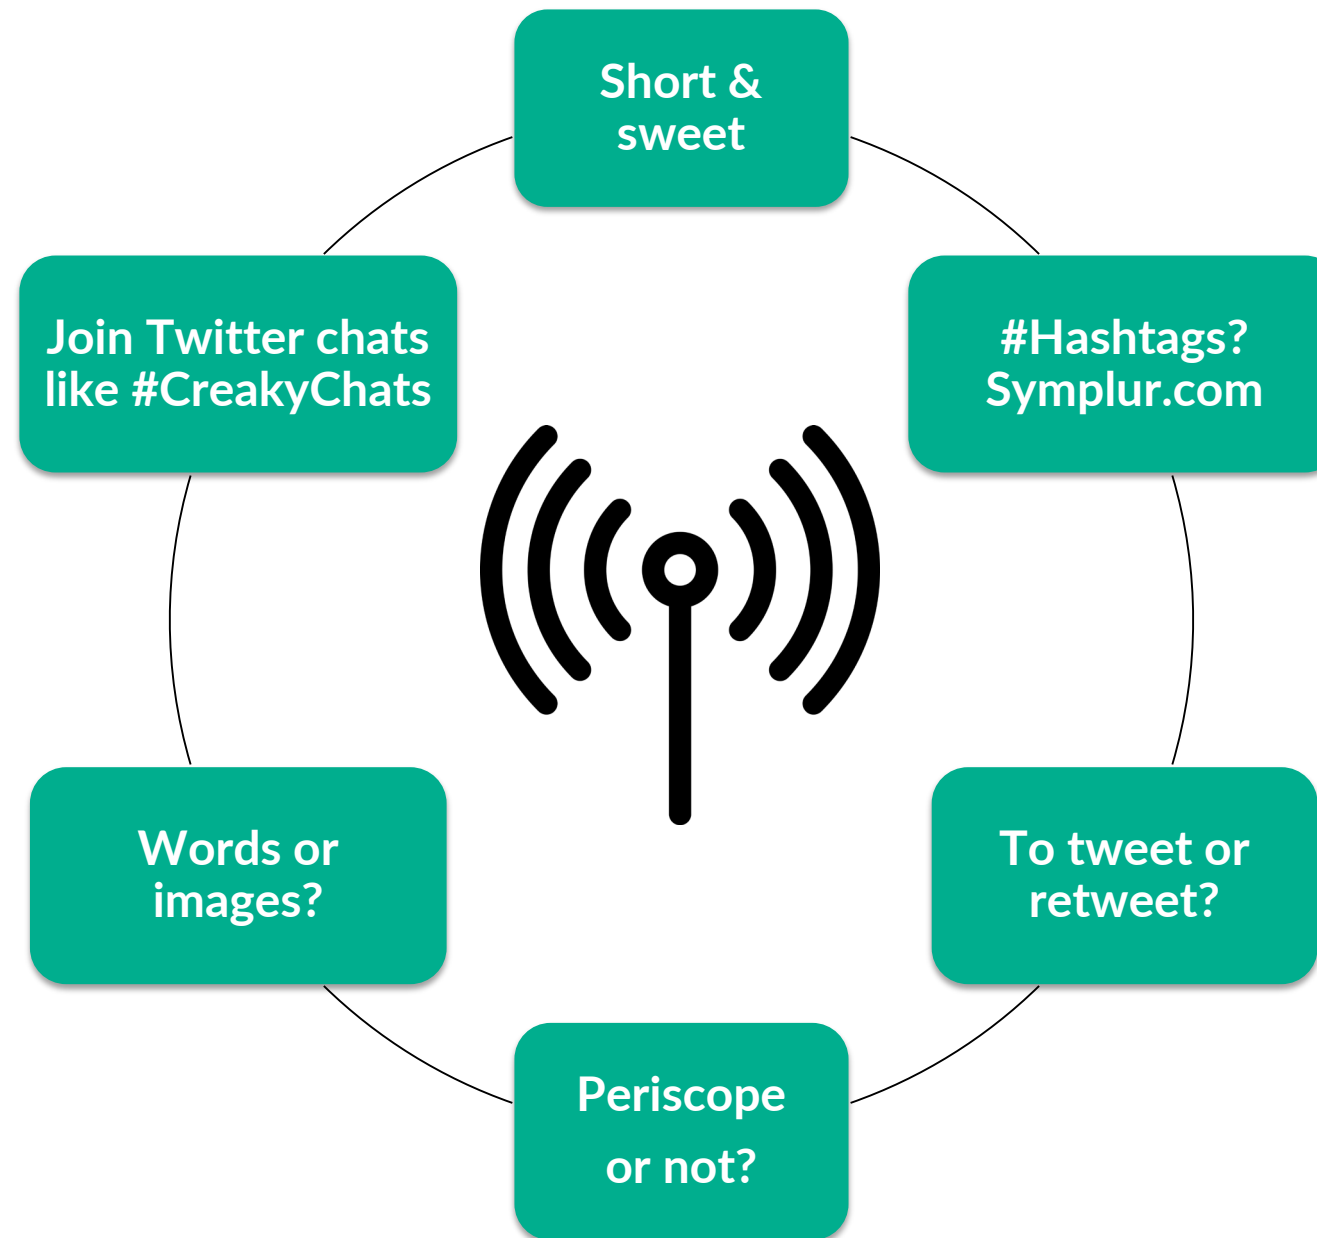 Short &
sweet
#Hashtags?
Symplur.com
To tweet or
retweet?
Periscope
or not?
Words or
images?
Join Twitter chats
like #CreakyChats